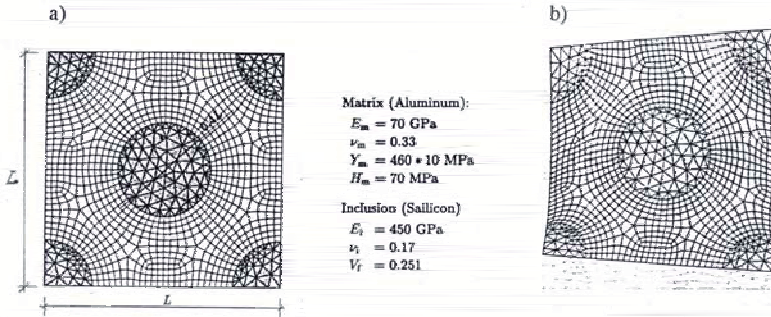 a)
b)
L
Matrix (Aluminum):
E_m = 70 GPa
ν_m = 0.33
Y_m = 460 * 10 MPa
H_m = 70 MPa
Inclusion (Sailicon)
E_i = 450 GPa
ν_i = 0.17
V_f = 0.251
L